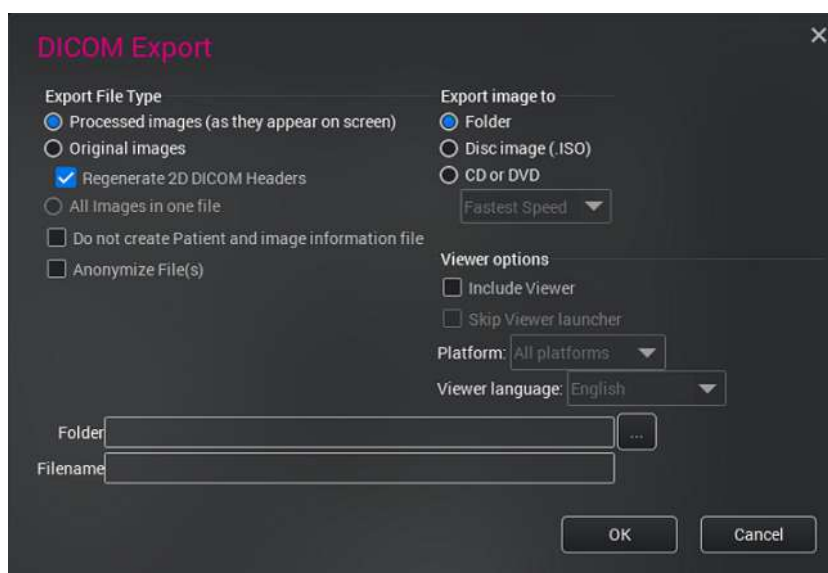 DICOM Export
Export File Type
Processed images (as they appear on screen)
Original images
Regenerate 2D DICOM Headers
All Images in one file
Do not create Patient and image information file
Anonymize File(s)
Export image to
Folder
Disc image (.ISO)
CD or DVD
Fastest Speed
Viewer options
Include Viewer
Skip Viewer launcher
Platform: All platforms
Viewer language: English
Folder ...
Filename
OK Cancel